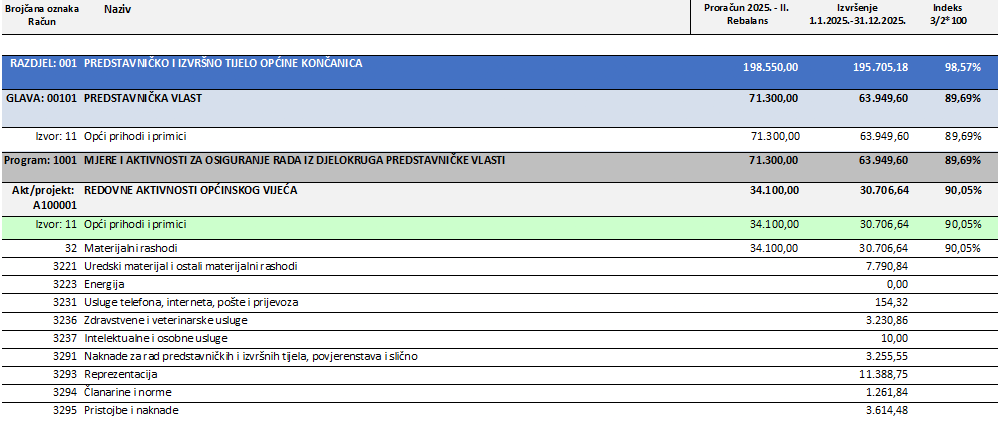 Brojčana oznaka Naziv Proračun 2025. - II. Izvršenje Indeks
Račun Rebalans 1.1.2025.-31.12.2025. 3/2*100
RAZDJEL: 001 PREDSTAVNIČKO I IZVRŠNO TIJELO OPĆINE KONČANICA 198.550,00 195.705,18 98,57%
GLAVA: 00101 PREDSTAVNIČKA VLAST 71.300,00 63.949,60 89,69%
Izvor: 11 Opći prihodi i primici 71.300,00 63.949,60 89,69%
Program: 1001 MJERE I AKTIVNOSTI ZA OSIGURANJE RADA IZ DJELOKRUGA PREDSTAVNIČKE VLASTI 71.300,00 63.949,60 89,69%
Akt/projekt: REDOVNE AKTIVNOSTI OPĆINSKOG VIJEĆA 34.100,00 30.706,64 90,05%
A100001
Izvor: 11 Opći prihodi i primici 34.100,00 30.706,64 90,05%
32 Materijalni rashodi 34.100,00 30.706,64 90,05%
3221 Uredski materijal i ostali materijalni rashodi 7.790,84
3223 Energija 0,00
3231 Usluge telefona, interneta, pošte i prijevoza 154,32
3236 Zdravstvene i veterinarske usluge 3.230,86
3237 Intelektualne i osobne usluge 10,00
3291 Naknade za rad predstavničkih i izvršnih tijela, povjerenstava i slično 3.255,55
3293 Reprezentacija 11.388,75
3294 Članarine i norme 1.261,84
3295 Pristojbe i naknade 3.614,48